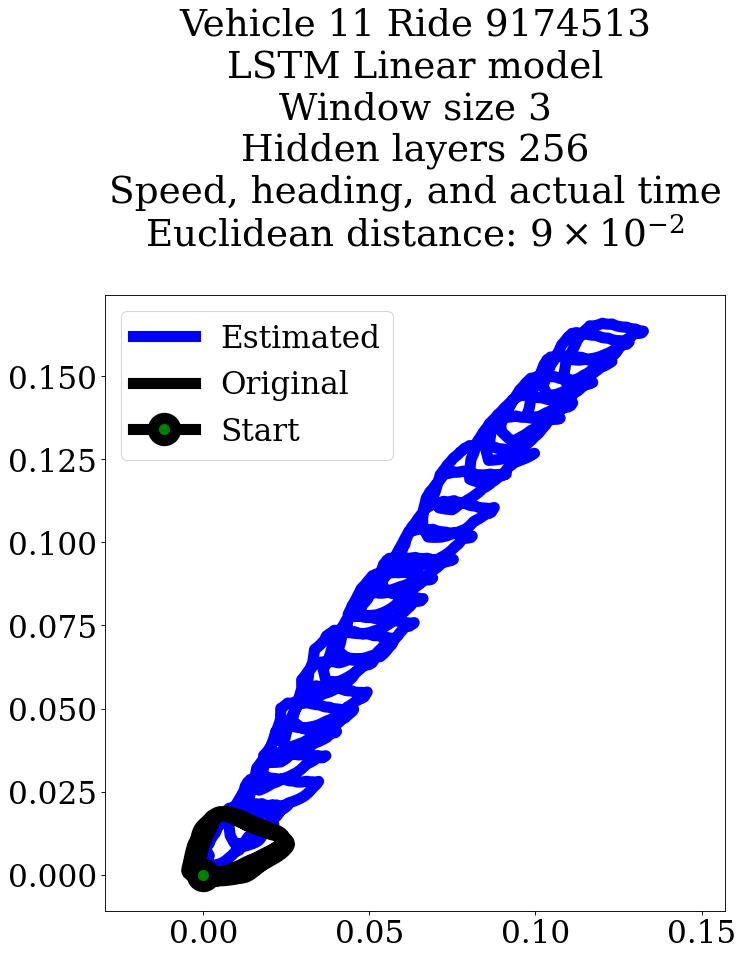 Vehicle 11 Ride 9174513
LSTM Linear model
Window size 3
Hidden layers 256
Speed, heading, and actual time
Euclidean distance: 9 × 10⁻²
Estimated
Original
Start
0.150
0.125
0.100
0.075
0.050
0.025
0.000
0.00 0.05 0.10 0.15